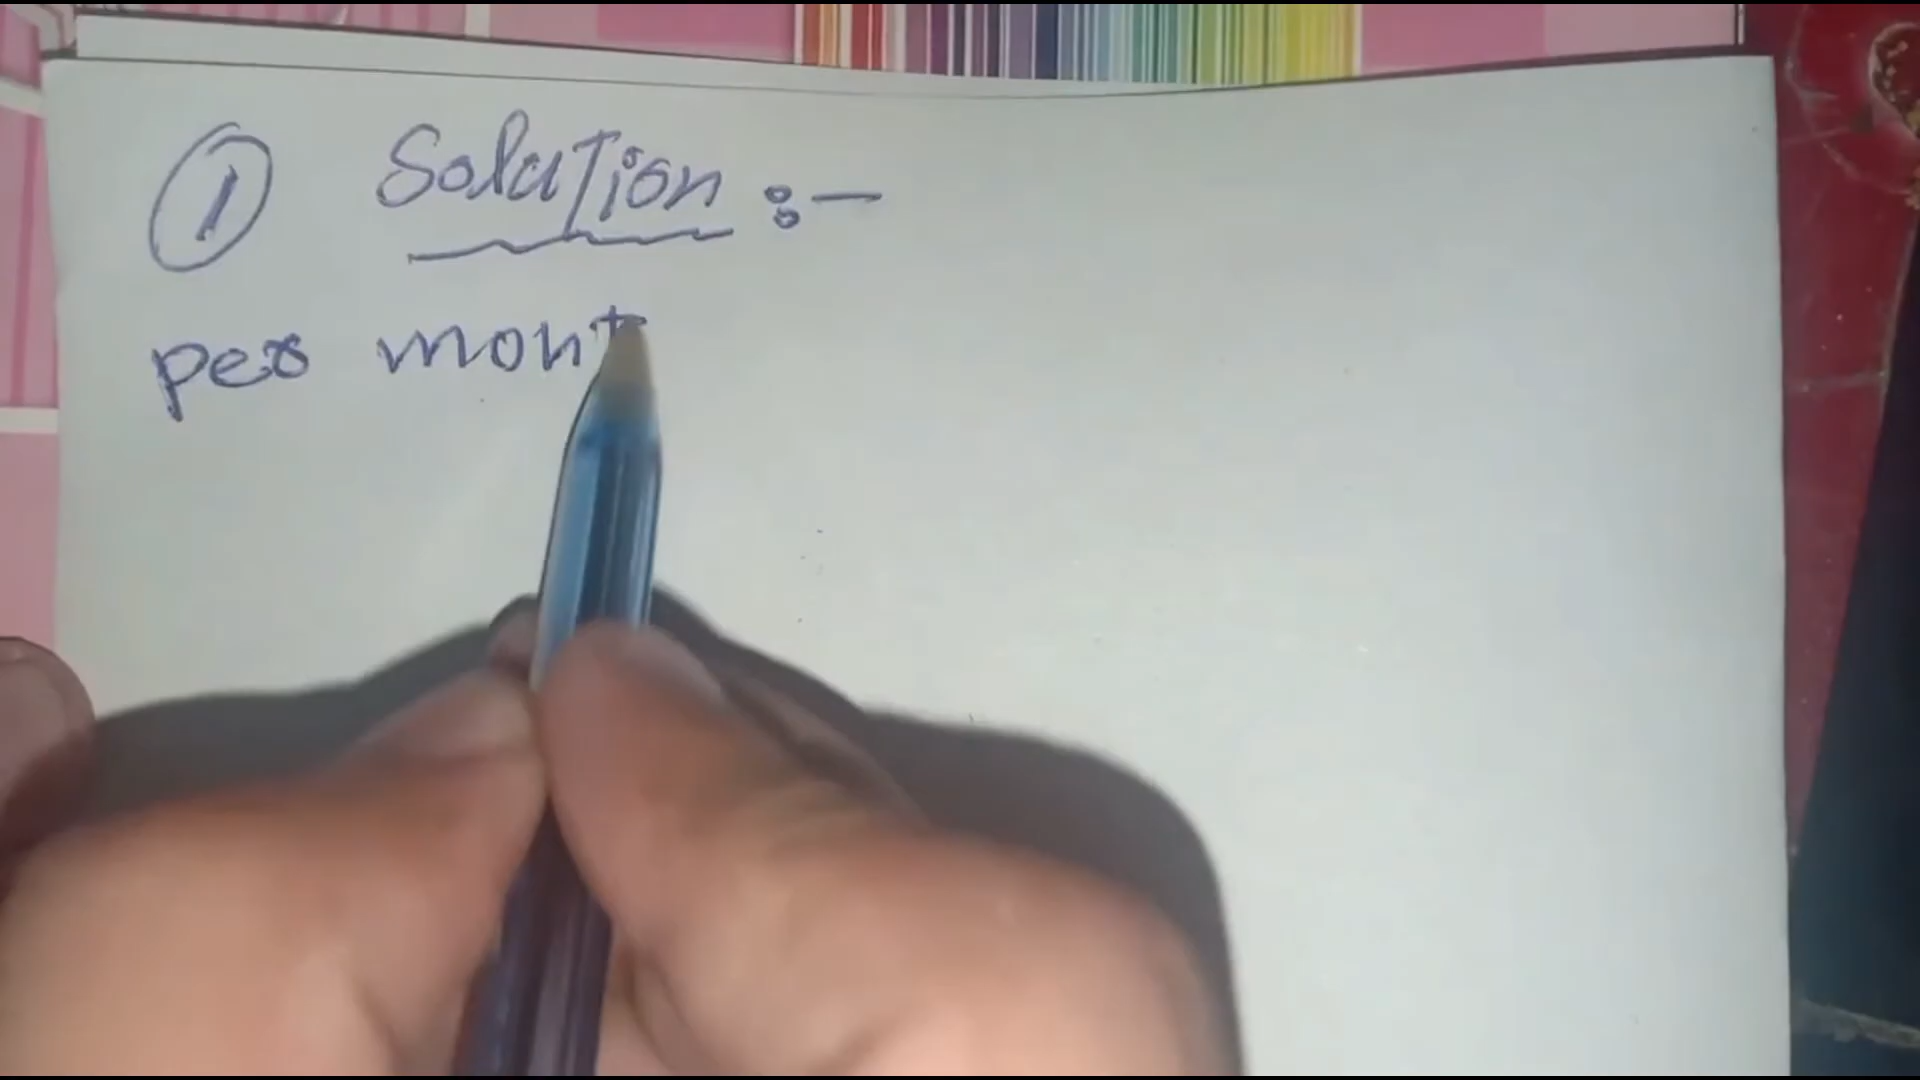 ① Solution :-
per mont